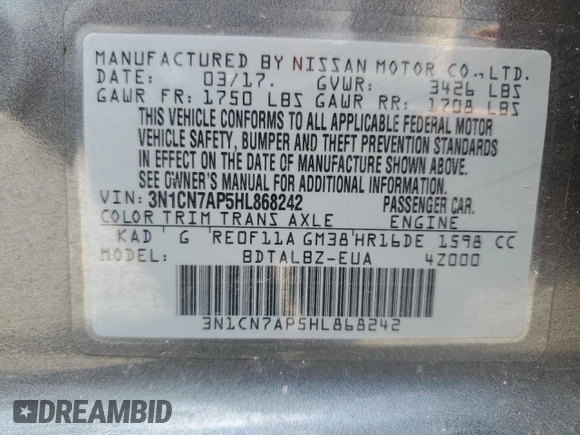 MANUFACTURED BY NISSAN MOTOR CO., LTD.
DATE: 03/17. GVWR: 3426 LBS
GAWR FR: 1750 LBS GAWR RR: 1708 LBS
THIS VEHICLE CONFORMS TO ALL APPLICABLE FEDERAL MOTOR
VEHICLE SAFETY, BUMPER AND THEFT PREVENTION STANDARDS
IN EFFECT ON THE DATE OF MANUFACTURE SHOWN ABOVE.
SEE OWNER'S MANUAL FOR ADDITIONAL INFORMATION.
VIN: 3N1CN7AP5HL868242 PASSENGER CAR.
COLOR TRIM TRANS AXLE ENGINE
KAD G RE0F11A GM38 HR16DE 1598 CC
MODEL: BDTALBZ-EUA 4Z000
3N1CN7AP5HL868242
DREAMBID